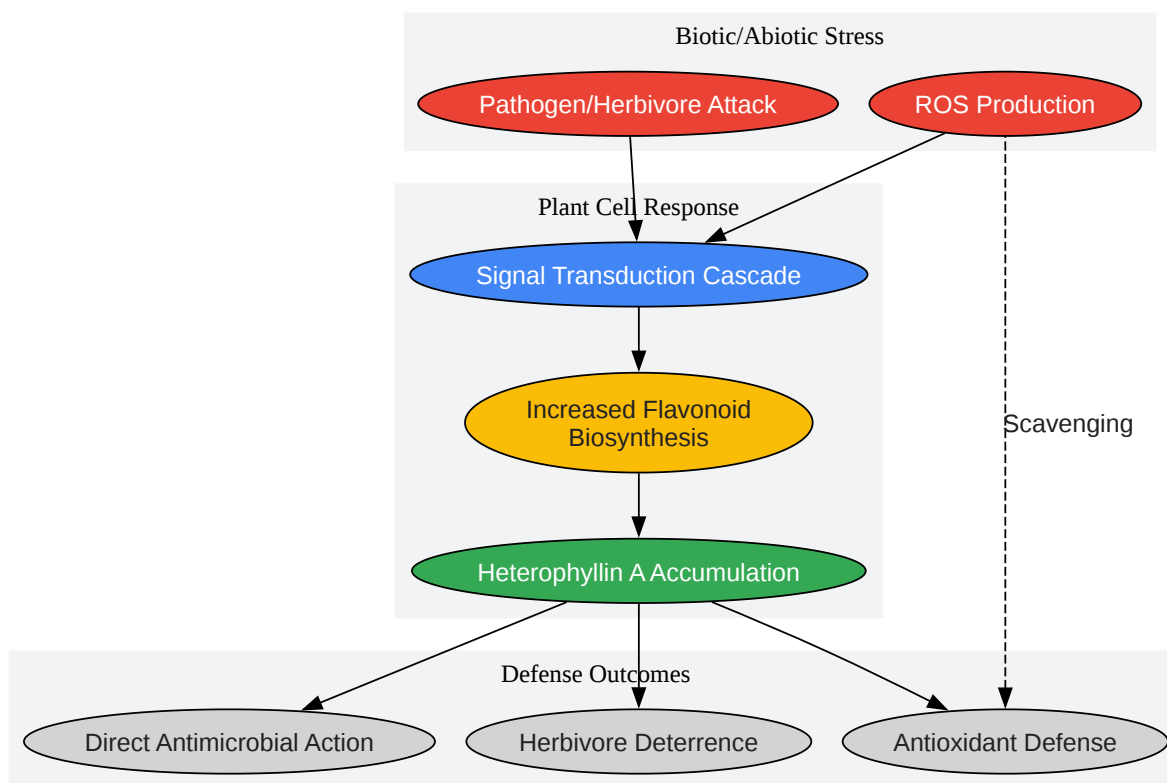 Biotic/Abiotic Stress
Pathogen/Herbivore Attack
ROS Production
Plant Cell Response
Signal Transduction Cascade
Increased Flavonoid
Biosynthesis
Scavenging
Heterophyllin A Accumulation
Defense Outcomes
Direct Antimicrobial Action
Herbivore Deterrence
Antioxidant Defense